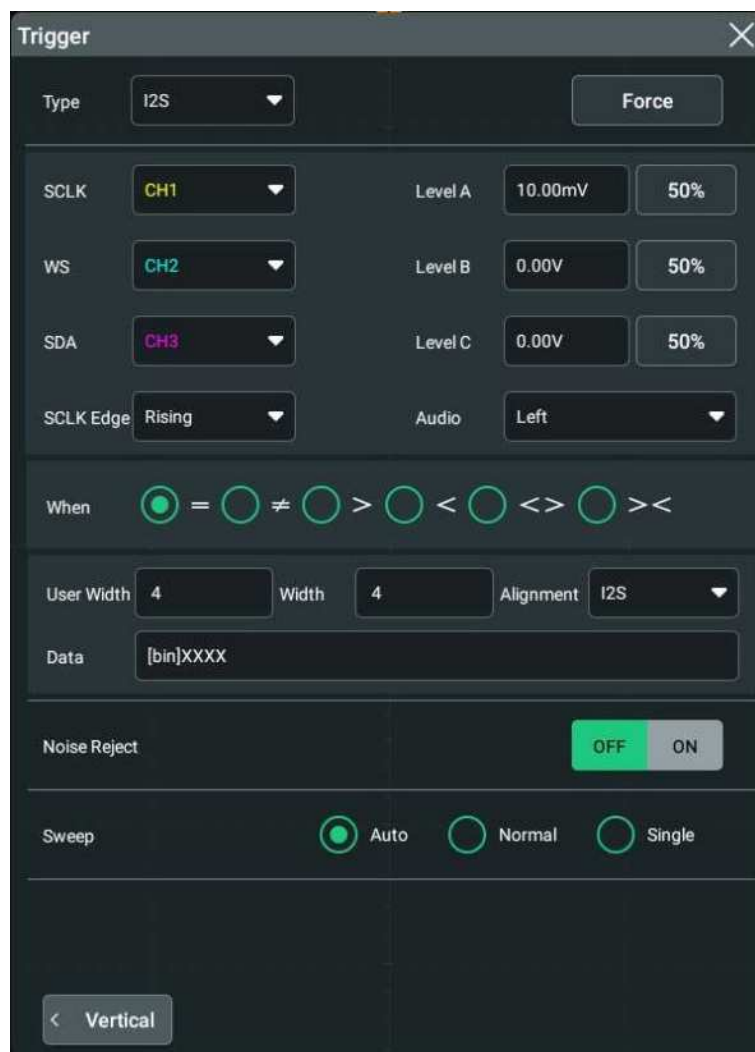 Trigger
Type I2S Force
SCLK CH1 Level A 10.00mV 50%
WS CH2 Level B 0.00V 50%
SDA CH3 Level C 0.00V 50%
SCLK Edge Rising Audio Left
When = ≠ > < <> ><
User Width 4 Width 4 Alignment I2S
Data [bin]XXXX
Noise Reject OFF ON
Sweep Auto Normal Single
< Vertical